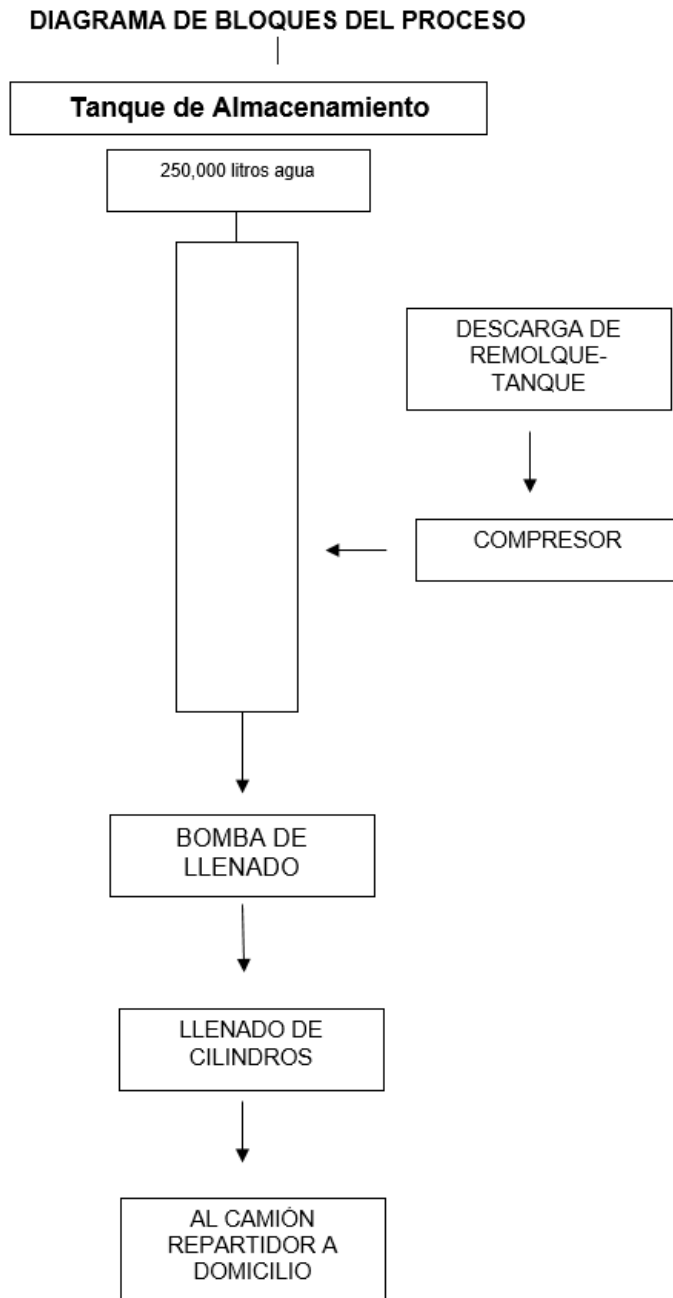 DIAGRAMA DE BLOQUES DEL PROCESO
Tanque de Almacenamiento
250,000 litros agua
DESCARGA DE
REMOLQUE-
TANQUE
COMPRESOR
BOMBA DE
LLENADO
LLENADO DE
CILINDROS
AL CAMIÓN
REPARTIDOR A
DOMICILIO